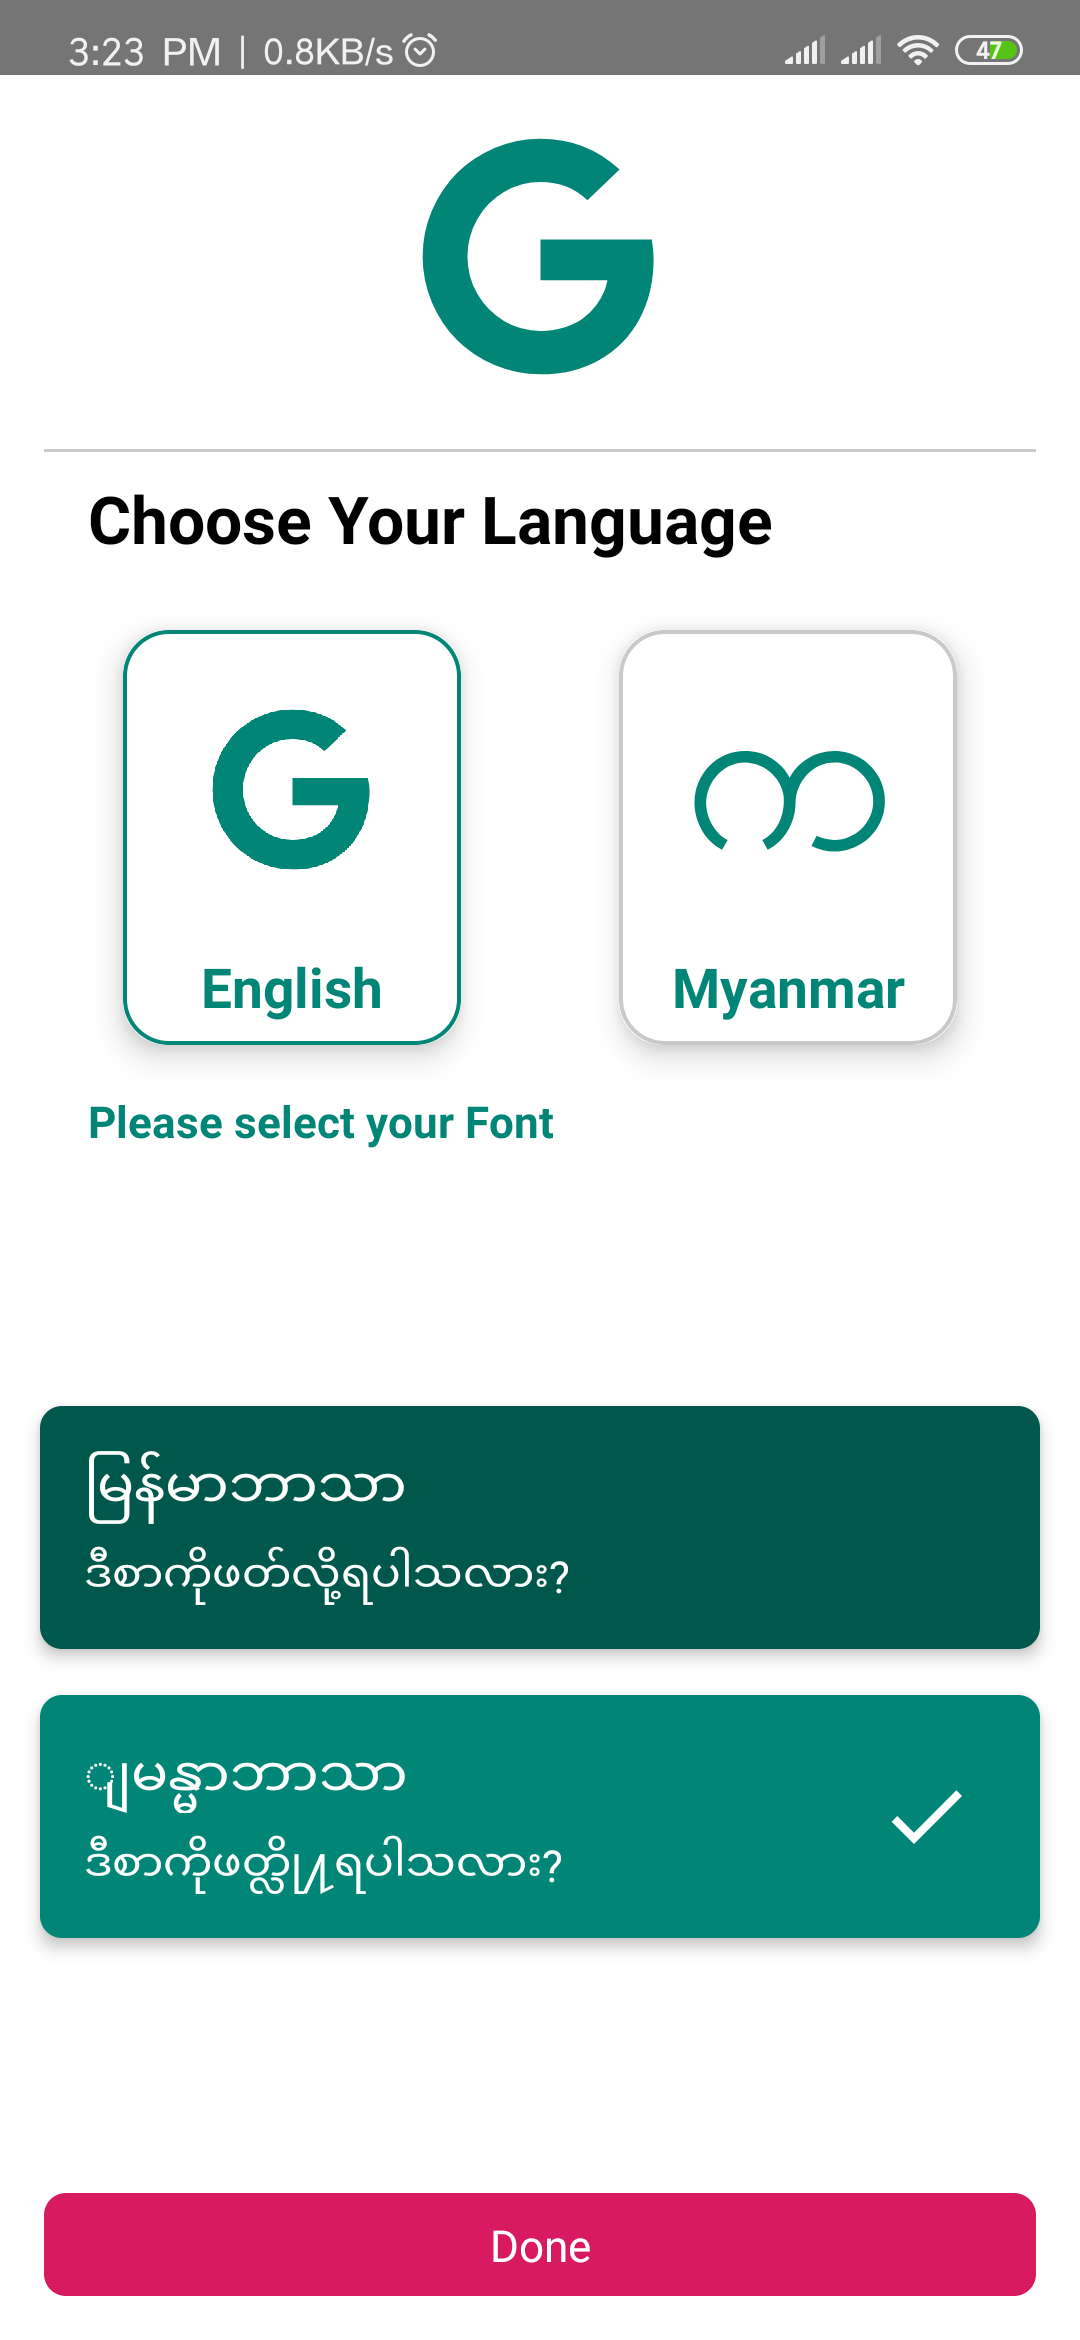 3:23 PM | 0.8KB/s
47
G
Choose Your Language
G
က
English
Myanmar
Please select your Font
မြန်မာဘာသာ
ဒီစာကိုဖတ်လို့ရပါသလား?
ျမန္မာဘာသာ
ဒီစာကိုဖတ္လို႔ရပါသလား?
Done